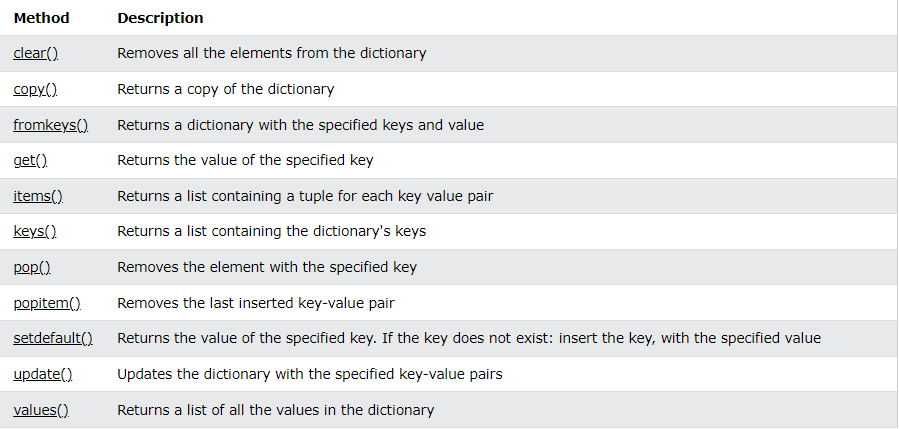 Method Description
clear() Removes all the elements from the dictionary
copy() Returns a copy of the dictionary
fromkeys() Returns a dictionary with the specified keys and value
get() Returns the value of the specified key
items() Returns a list containing a tuple for each key value pair
keys() Returns a list containing the dictionary's keys
pop() Removes the element with the specified key
popitem() Removes the last inserted key-value pair
setdefault() Returns the value of the specified key. If the key does not exist: insert the key, with the specified value
update() Updates the dictionary with the specified key-value pairs
values() Returns a list of all the values in the dictionary